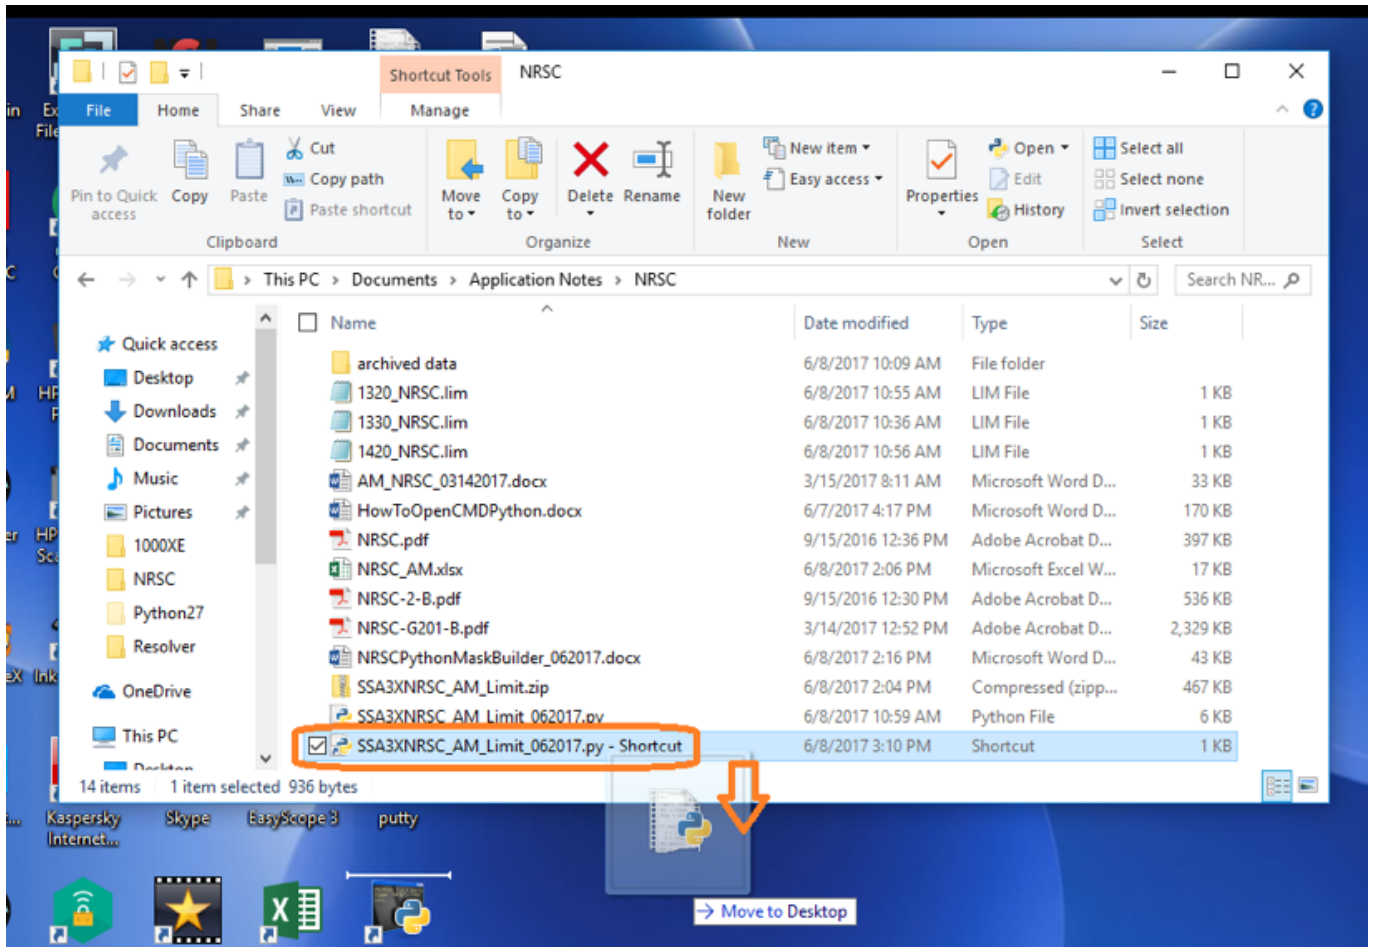 Shortcut Tools NRSC
File Home Share View Manage
Pin to Quick access
Copy
Paste
Cut
Copy path
Paste shortcut
Move to
Copy to
Delete
Rename
New folder
New item
Easy access
Properties
Open
Edit
History
Select all
Select none
Invert selection
Clipboard Organize New Open Select
This PC > Documents > Application Notes > NRSC
Search NR...
Name Date modified Type Size
Quick access
Desktop
Downloads
Documents
Music
Pictures
1000XE
NRSC
Python27
Resolver
OneDrive
This PC
Desktop
archived data 6/8/2017 10:09 AM File folder
1320_NRSC.lim 6/8/2017 10:55 AM LIM File 1 KB
1330_NRSC.lim 6/8/2017 10:36 AM LIM File 1 KB
1420_NRSC.lim 6/8/2017 10:56 AM LIM File 1 KB
AM_NRSC_03142017.docx 3/15/2017 8:11 AM Microsoft Word D... 33 KB
HowToOpenCMDPython.docx 6/7/2017 4:17 PM Microsoft Word D... 170 KB
NRSC.pdf 9/15/2016 12:36 PM Adobe Acrobat D... 397 KB
NRSC_AM.xlsx 6/8/2017 2:06 PM Microsoft Excel W... 17 KB
NRSC-2-B.pdf 9/15/2016 12:30 PM Adobe Acrobat D... 536 KB
NRSC-G201-B.pdf 3/14/2017 12:52 PM Adobe Acrobat D... 2,329 KB
NRSCPythonMaskBuilder_062017.docx 6/8/2017 2:16 PM Microsoft Word D... 43 KB
SSA3XNRSC_AM_Limit.zip 6/8/2017 2:04 PM Compressed (zipp... 467 KB
SSA3XNRSC_AM_Limit_062017.py 6/8/2017 10:59 AM Python File 6 KB
SSA3XNRSC_AM_Limit_062017.py - Shortcut 6/8/2017 3:10 PM Shortcut 1 KB
14 items 1 item selected 936 bytes
Kaspersky Internet...
Skype
EasyScope 3
putty
→ Move to Desktop